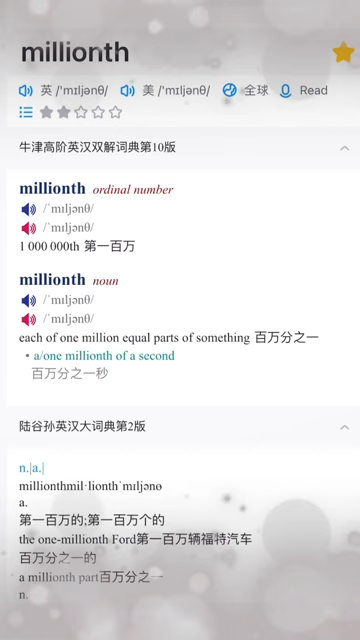 millionth
英 /ˈmɪljənθ/ 美 /ˈmɪljənθ/ 全球 Read
牛津高阶英汉双解词典第10版
millionth ordinal number
/ˈmɪljənθ/
/ˈmɪljənθ/
1 000 000th 第一百万
millionth noun
/ˈmɪljənθ/
/ˈmɪljənθ/
each of one million equal parts of something 百万分之一
• a/one millionth of a second
百万分之一秒
陆谷孙英汉大词典第2版
n.|a.|
millionthmil·lionthˈmɪljənɵ
a.
第一百万的;第一百万个的
the one-millionth Ford第一百万辆福特汽车
百万分之一的
a millionth part百万分之一
n.